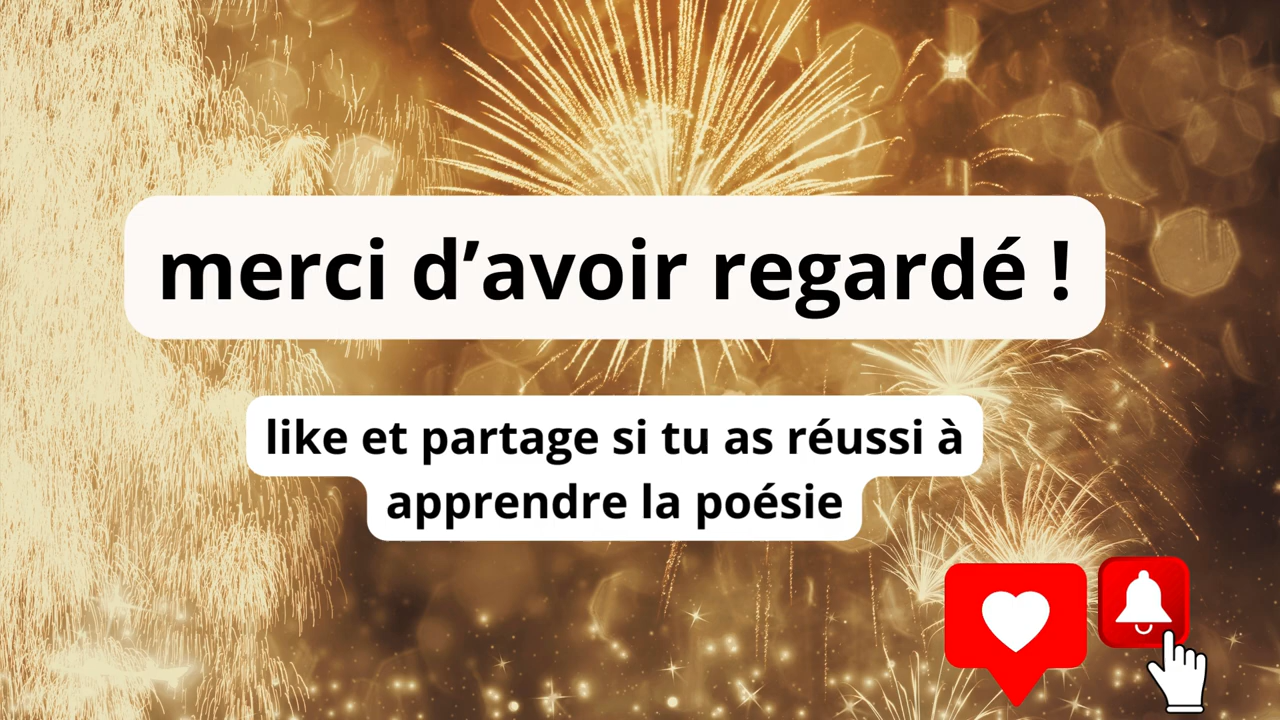 merci d’avoir regardé !
like et partage si tu as réussi à
apprendre la poésie